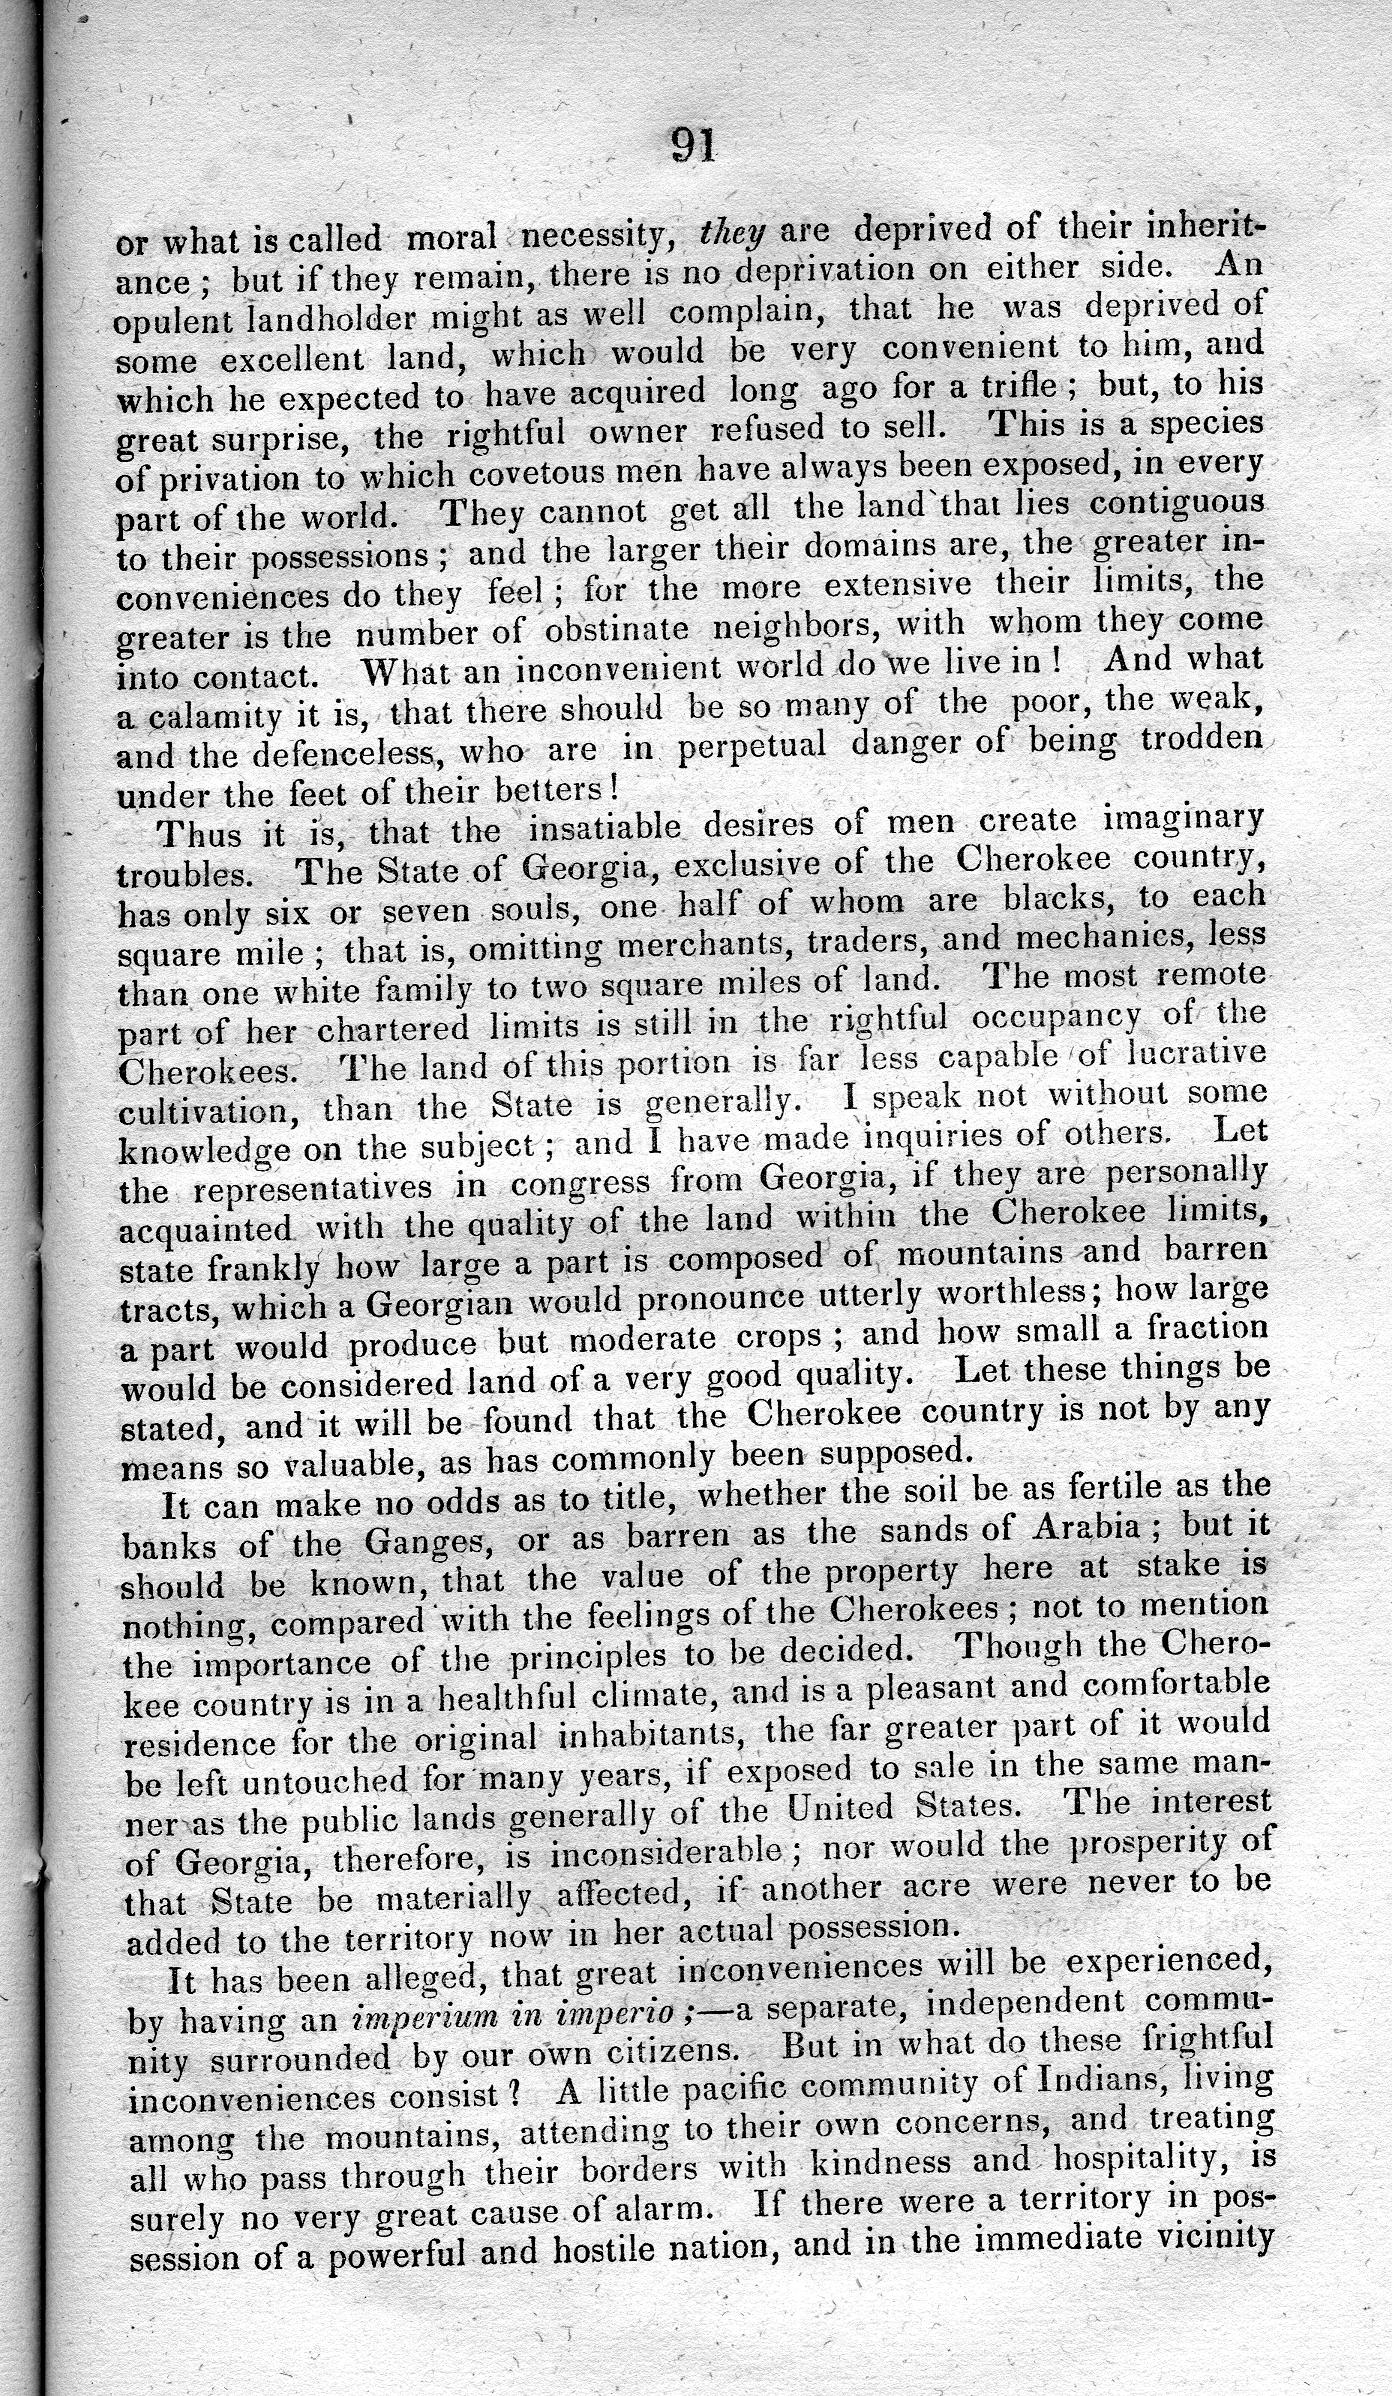 91
or what is called moral necessity, they are deprived of their inherit-
ance ; but if they remain, there is no deprivation on either side. An
opulent landholder might as well complain, that he was deprived of
some excellent land, which would be very convenient to him, and
which he expected to have acquired long ago for a trifle ; but, to his
great surprise, the rightful owner refused to sell. This is a species
of privation to which covetous men have always been exposed, in every
part of the world. They cannot get all the land that lies contiguous
to their possessions ; and the larger their domains are, the greater in-
conveniences do they feel ; for the more extensive their limits, the
greater is the number of obstinate neighbors, with whom they come
into contact. What an inconvenient world do we live in ! And what
a calamity it is, that there should be so many of the poor, the weak,
and the defenceless, who are in perpetual danger of being trodden
under the feet of their betters !
Thus it is, that the insatiable desires of men create imaginary
troubles. The State of Georgia, exclusive of the Cherokee country,
has only six or seven souls, one half of whom are blacks, to each
square mile ; that is, omitting merchants, traders, and mechanics, less
than one white family to two square miles of land. The most remote
part of her chartered limits is still in the rightful occupancy of the
Cherokees. The land of this portion is far less capable of lucrative
cultivation, than the State is generally. I speak not without some
knowledge on the subject ; and I have made inquiries of others. Let
the representatives in congress from Georgia, if they are personally
acquainted with the quality of the land within the Cherokee limits,
state frankly how large a part is composed of mountains and barren
tracts, which a Georgian would pronounce utterly worthless ; how large
a part would produce but moderate crops ; and how small a fraction
would be considered land of a very good quality. Let these things be
stated, and it will be found that the Cherokee country is not by any
means so valuable, as has commonly been supposed.
It can make no odds as to title, whether the soil be as fertile as the
banks of the Ganges, or as barren as the sands of Arabia ; but it
should be known, that the value of the property here at stake is
nothing, compared with the feelings of the Cherokees ; not to mention
the importance of the principles to be decided. Though the Chero-
kee country is in a healthful climate, and is a pleasant and comfortable
residence for the original inhabitants, the far greater part of it would
be left untouched for many years, if exposed to sale in the same man-
ner as the public lands generally of the United States. The interest
of Georgia, therefore, is inconsiderable ; nor would the prosperity of
that State be materially affected, if another acre were never to be
added to the territory now in her actual possession.
It has been alleged, that great inconveniences will be experienced,
by having an imperium in imperio ;—a separate, independent commu-
nity surrounded by our own citizens. But in what do these frightful
inconveniences consist ? A little pacific community of Indians, living
among the mountains, attending to their own concerns, and treating
all who pass through their borders with kindness and hospitality, is
surely no very great cause of alarm. If there were a territory in pos-
session of a powerful and hostile nation, and in the immediate vicinity